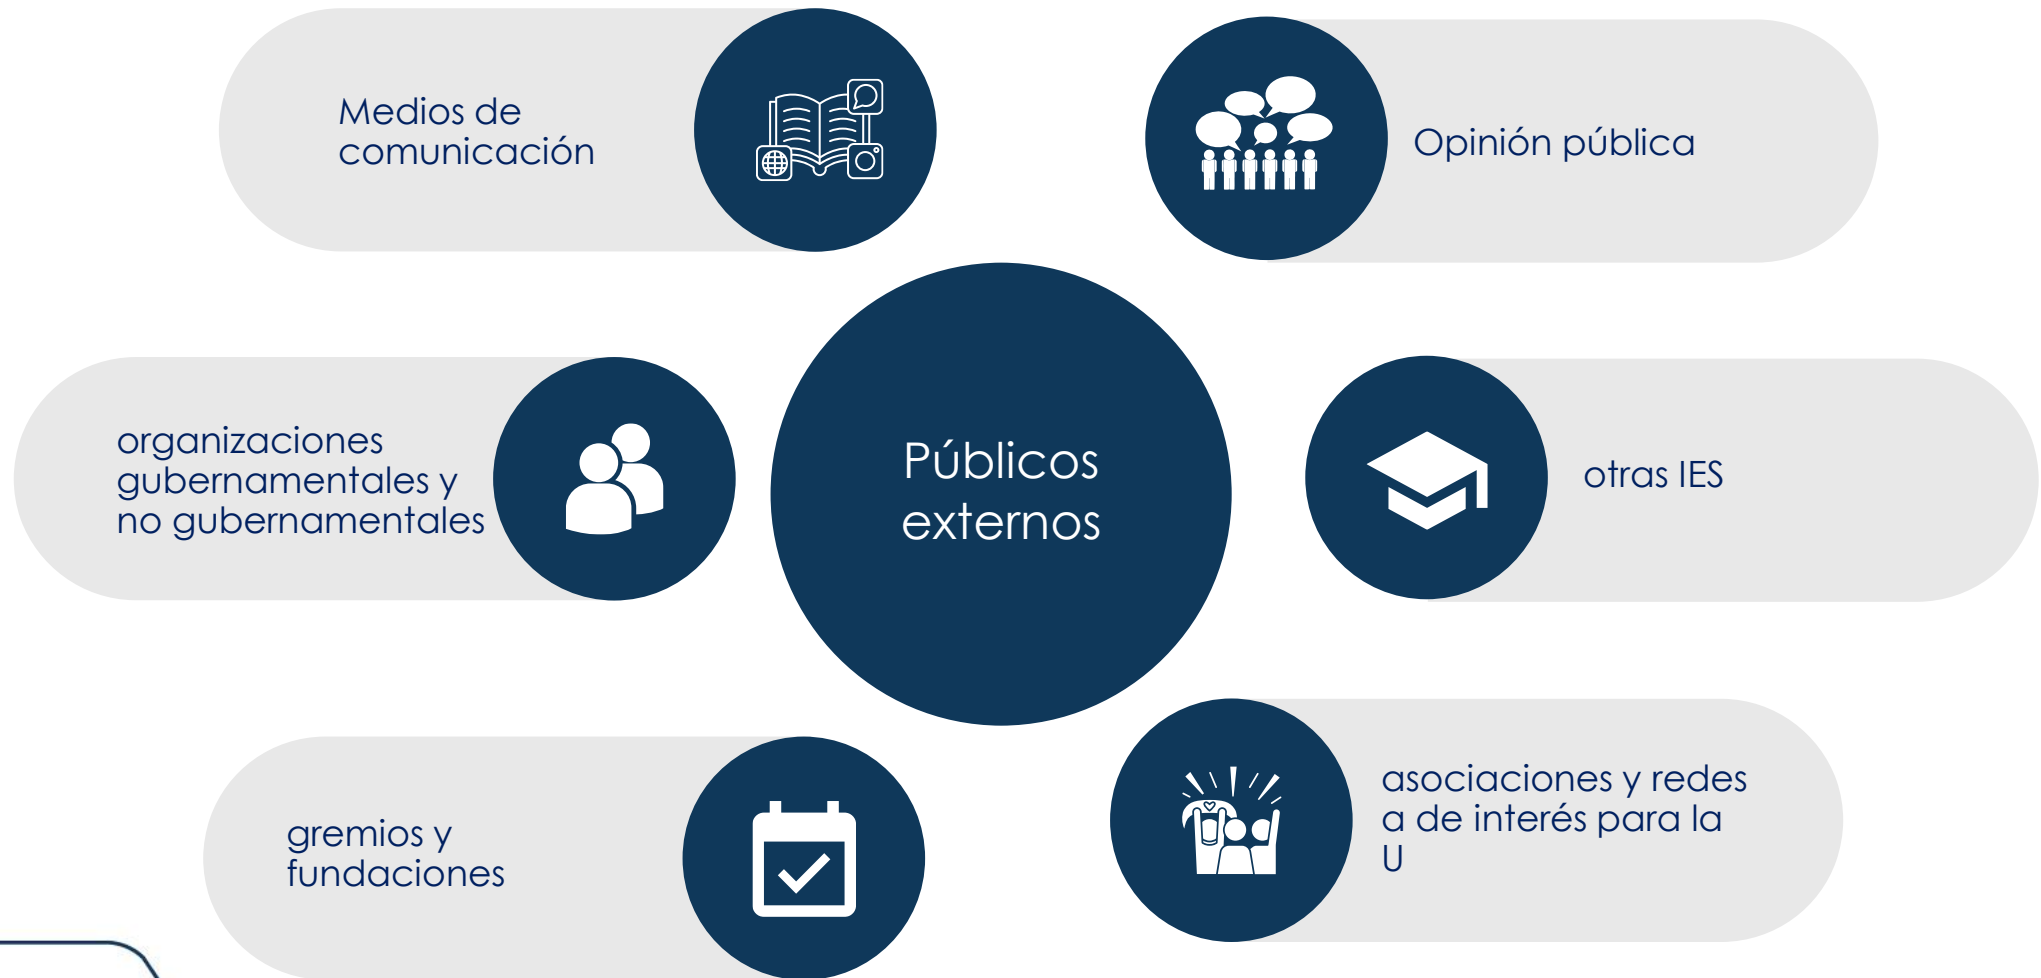 Medios de
comunicación
Opinión pública
organizaciones
gubernamentales y
no gubernamentales
Públicos
externos
otras IES
gremios y
fundaciones
asociaciones y redes
a de interés para la
U